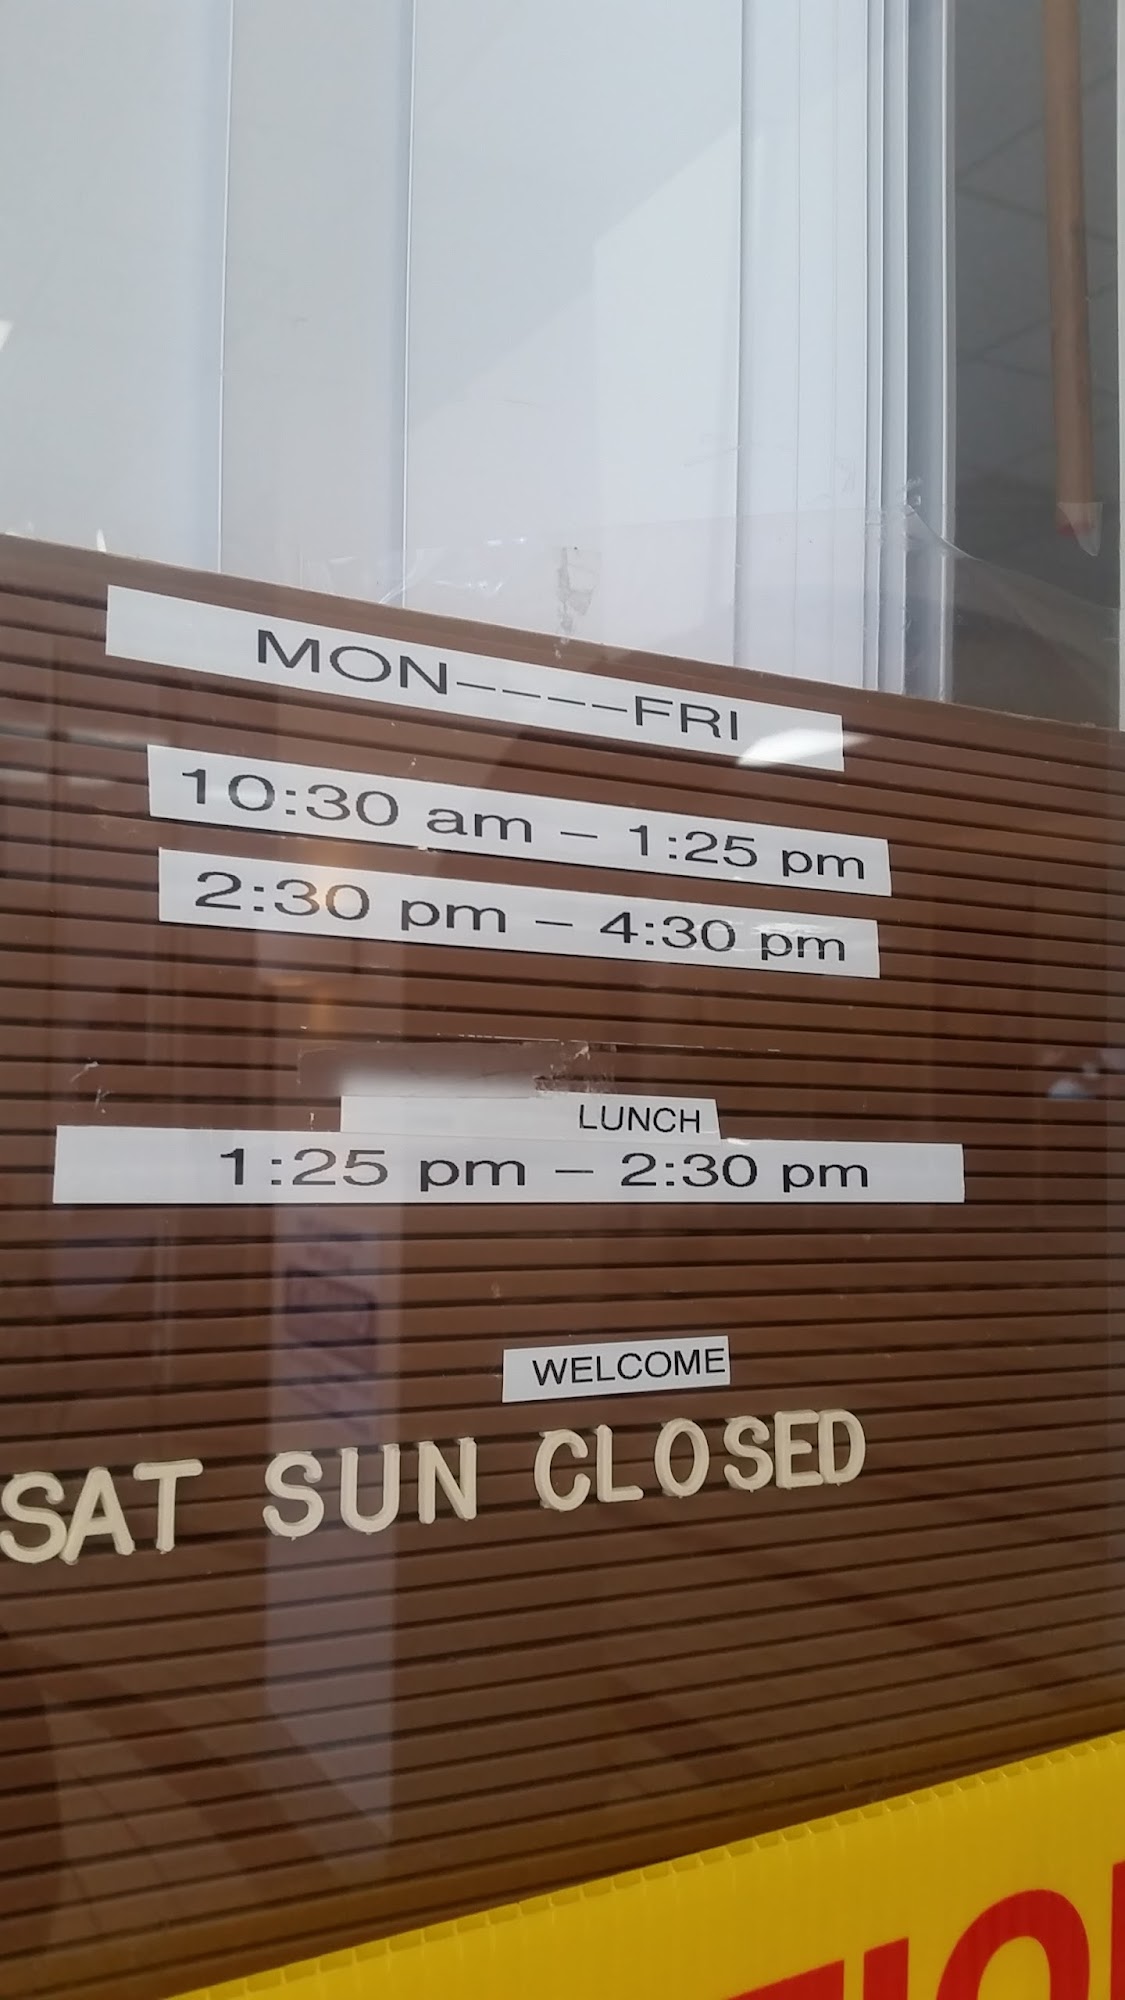 MON----FRI
10:30 am – 1:25 pm
2:30 pm – 4:30 pm
LUNCH
1:25 pm – 2:30 pm
WELCOME
SAT SUN CLOSED